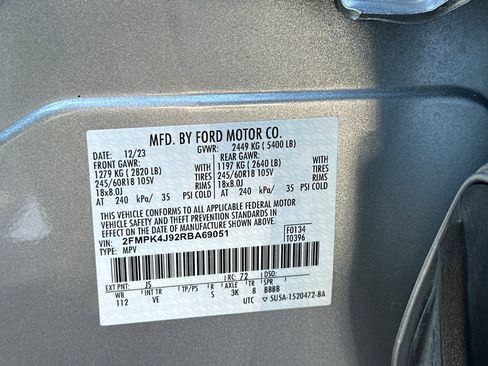 MFD. BY FORD MOTOR CO.
DATE: 12/23 GVWR: 2449 KG ( 5400 LB)
FRONT GAWR: REAR GAWR:
1279 KG ( 2820 LB) WITH 1197 KG ( 2640 LB) WITH
245/60R18 105V TIRES 245/60R18 105V TIRES
18x8.0J RIMS 18x8.0J RIMS
AT 240 kPa/ 35 PSI COLD AT 240 kPa/ 35 PSI COLD
THIS VEHICLE CONFORMS TO ALL APPLICABLE FEDERAL MOTOR
VEHICLE SAFETY AND THEFT PREVENTION STANDARDS IN
EFFECT ON THE DATE OF MANUFACTURE SHOWN ABOVE.
VIN: 2FMPK4J92RBA69051 F0134
TYPE: MPV T0396
EXT PNT: JS RC: 72 DSO:
WB INT TR TP/PS R AXLE TR SPR
112 VE S 3K 8 BBBB
UTC 5U5A-1520472-BA